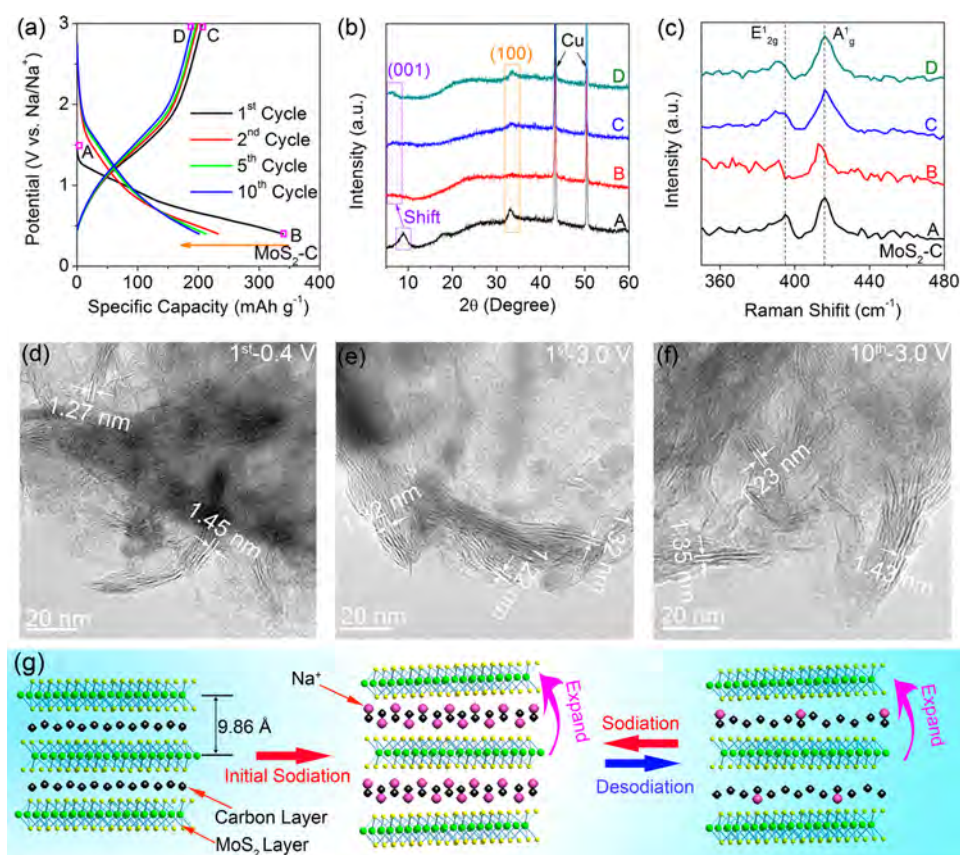 (a)
D
C
A
B
1st Cycle
2nd Cycle
5th Cycle
10th Cycle
MoS2-C
3
2
1
0
0 100 200 300 400
Potential (V vs. Na/Na+)
Specific Capacity (mAh g-1)
(b)
(001)
(100)
Cu
D
C
B
A
Shift
10 20 30 40 50 60
Intensity (a.u.)
2θ (Degree)
(c)
E12g
A1g
D
C
B
A
MoS2-C
360 400 440 480
Intensity (a.u.)
Raman Shifit (cm-1)
(d)
1st-0.4 V
1.27 nm
1.45 nm
20 nm
(e)
1st-3.0 V
nm
1.32 nm
20 nm
(f)
10th-3.0 V
1.23 nm
1.35 nm
1.43 nm
20 nm
(g)
Na+
9.86 Å
Initial Sodiation
Carbon Layer
MoS2 Layer
Expand
Sodiation
Desodiation
Expand